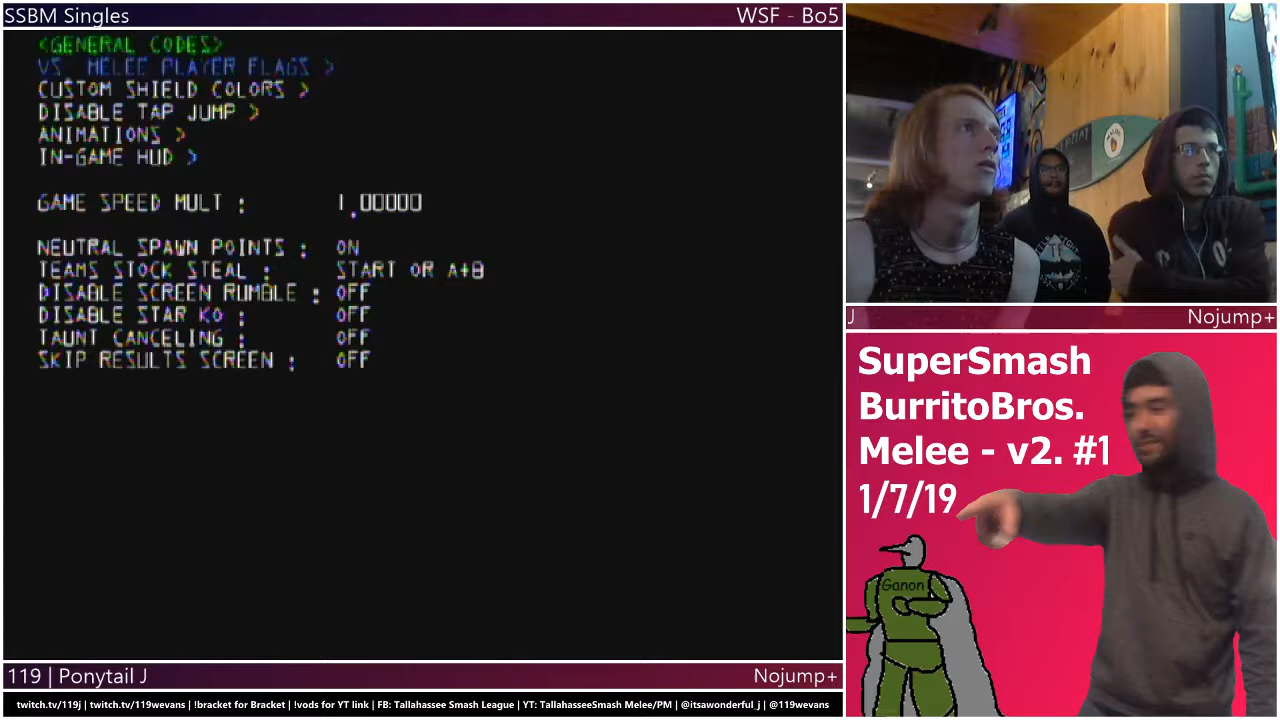 SSBM Singles
WSF - Bo5
<GENERAL CODES>
VS. MELEE PLAYER FLAGS >
CUSTOM SHIELD COLORS >
DISABLE TAP JUMP >
ANIMATIONS >
IN-GAME HUD >
GAME SPEED MULT : 1.00000
NEUTRAL SPAWN POINTS : ON
TEAMS STOCK STEAL : START OR A+B
DISABLE SCREEN RUMBLE : OFF
DISABLE STAR KO : OFF
TAUNT CANCELING : OFF
SKIP RESULTS SCREEN : OFF
J
Nojump+
SuperSmash
BurritoBros.
Melee - v2. #1
1/7/19
Ganon
119 | Ponytail J
Nojump+
twitch.tv/119j | twitch.tv/119wevans | !bracket for Bracket | !vods for YT link | FB: Tallahassee Smash League | YT: TallahasseeSmash Melee/PM | @itsawonderful_j | @119wevans